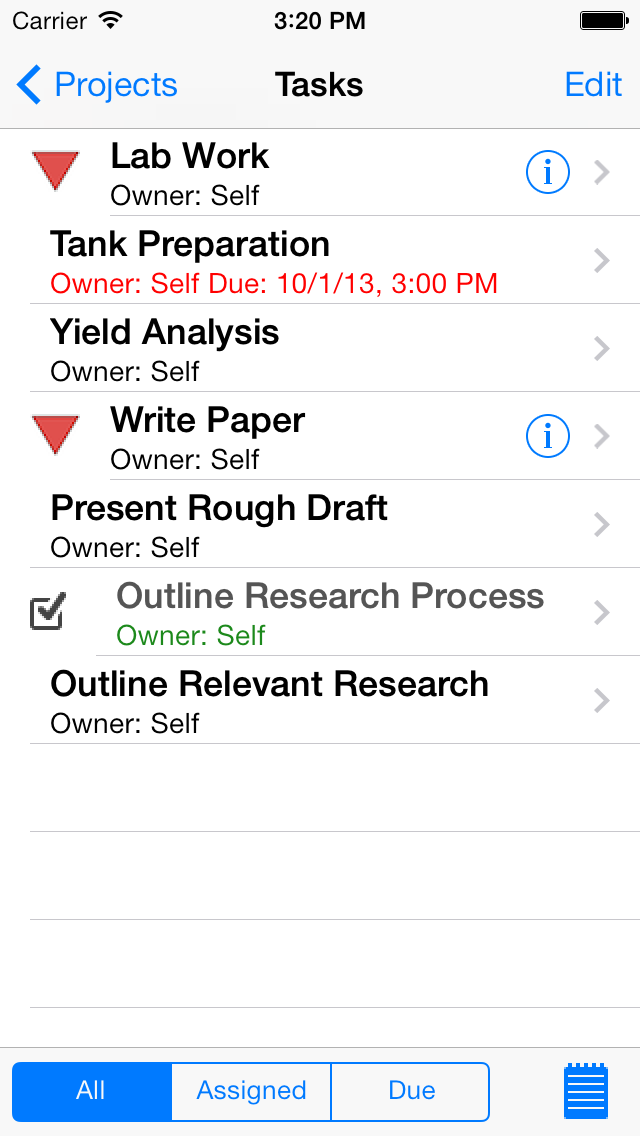 Carrier 3:20 PM
Projects Tasks Edit
Lab Work
Owner: Self
i
Tank Preparation
Owner: Self Due: 10/1/13, 3:00 PM
Yield Analysis
Owner: Self
Write Paper
Owner: Self
i
Present Rough Draft
Owner: Self
Outline Research Process
Owner: Self
Outline Relevant Research
Owner: Self
All Assigned Due